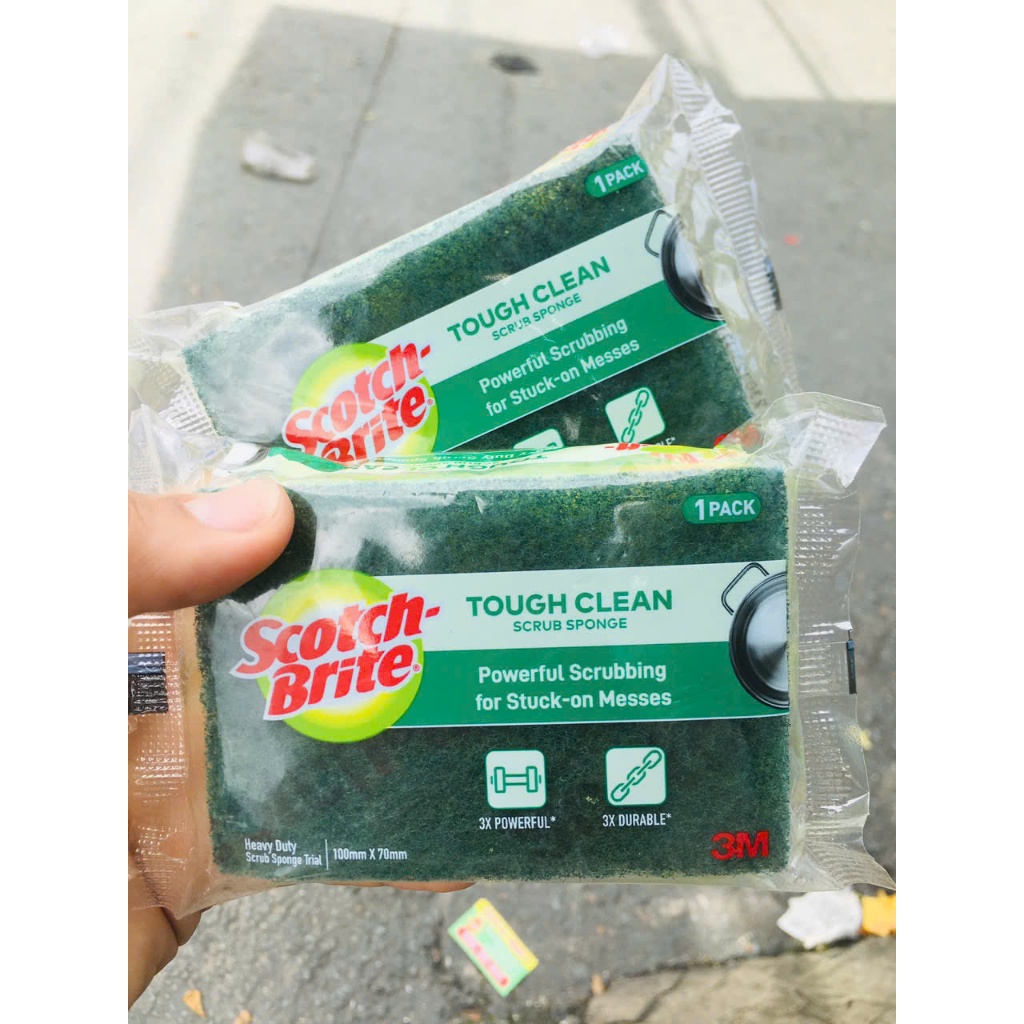 1 PACK
TOUGH CLEAN
SCRUB SPONGE
Powerful Scrubbing
for Stuck-on Messes
Scotch-
Brite
1 PACK
Scotch-
Brite®
TOUGH CLEAN
SCRUB SPONGE
Powerful Scrubbing
for Stuck-on Messes
3X POWERFUL*
3X DURABLE*
Heavy Duty
Scrub Sponge Trial
100mm X 70mm
3M